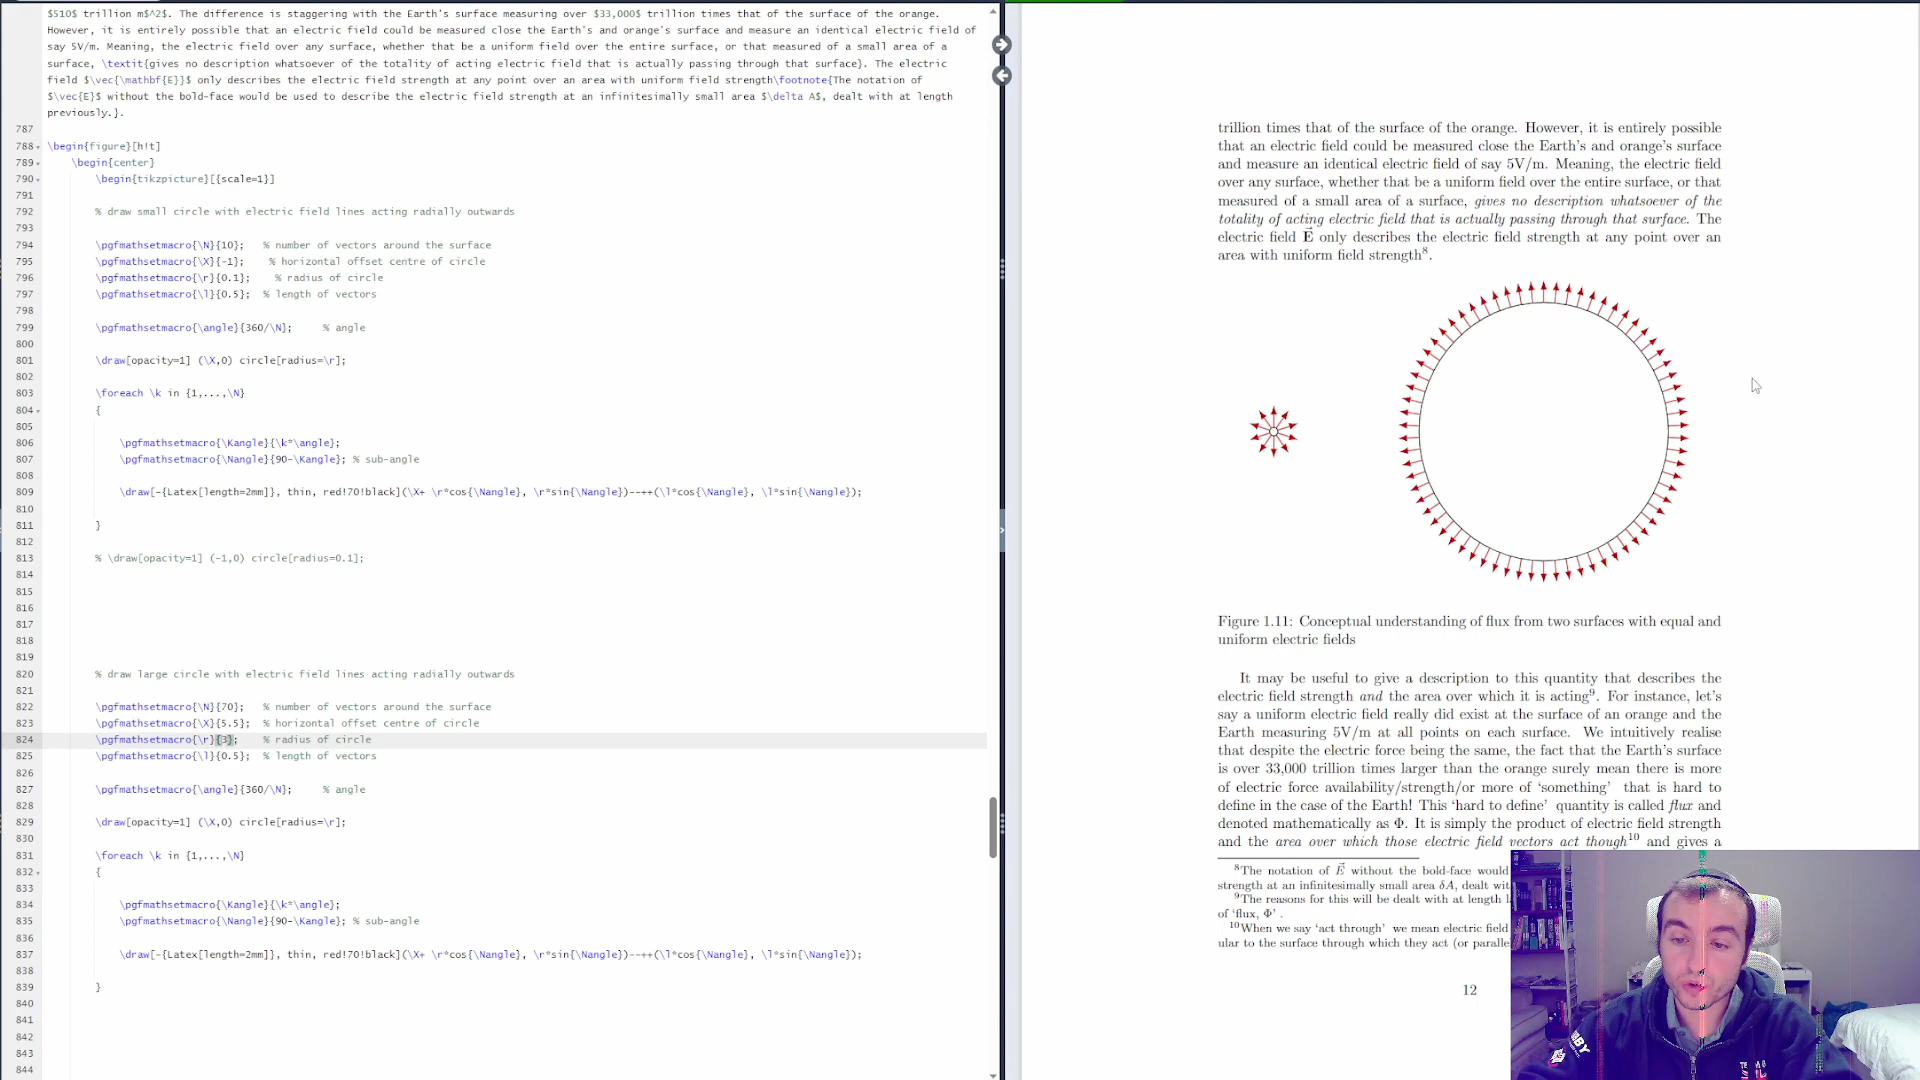 $510$ trillion m$^2$. The difference is staggering with the Earth's surface measuring over $33,000$ trillion times that of the surface of the orange.
However, it is entirely possible that an electric field could be measured close the Earth's and orange's surface and measure an identical electric field of
say 5V/m. Meaning, the electric field over any surface, whether that be a uniform field over the entire surface, or that measured of a small area of a
surface, \textit{gives no description whatsoever of the totality of acting electric field that is actually passing through that surface}. The electric
field $\vec{\mathbf{E}}$ only describes the electric field strength at any point over an area with uniform field strength\footnote{The notation of
$\vec{E}$ without the bold-face would be used to describe the electric field strength at an infinitesimally small area $\delta A$, dealt with at length
previously.}.
787
788 \begin{figure}[h!t]
789 \begin{center}
790 \begin{tikzpicture}[{scale=1}]
791
792 % draw small circle with electric field lines acting radially outwards
793
794 \pgfmathsetmacro{\N}{10}; % number of vectors around the surface
795 \pgfmathsetmacro{\X}{-1}; % horizontal offset centre of circle
796 \pgfmathsetmacro{\r}{0.1}; % radius of circle
797 \pgfmathsetmacro{\l}{0.5}; % length of vectors
798
799 \pgfmathsetmacro{\angle}{360/\N}; % angle
800
801 \draw[opacity=1] (\X,0) circle[radius=\r];
802
803 \foreach \k in {1,...,\N}
804 {
805
806 \pgfmathsetmacro{\Kangle}{\k*\angle};
807 \pgfmathsetmacro{\Nangle}{90-\Kangle}; % sub-angle
808
809 \draw[-{Latex[length=2mm]}, thin, red!70!black](\X+ \r*cos{\Nangle}, \r*sin{\Nangle})--++(\l*cos{\Nangle}, \l*sin{\Nangle});
810
811 }
812
813 % \draw[opacity=1] (-1,0) circle[radius=0.1];
814
815
816
817
818
819
820 % draw large circle with electric field lines acting radially outwards
821
822 \pgfmathsetmacro{\N}{70}; % number of vectors around the surface
823 \pgfmathsetmacro{\X}{5.5}; % horizontal offset centre of circle
824 \pgfmathsetmacro{\r}{3}; % radius of circle
825 \pgfmathsetmacro{\l}{0.5}; % length of vectors
826
827 \pgfmathsetmacro{\angle}{360/\N}; % angle
828
829 \draw[opacity=1] (\X,0) circle[radius=\r];
830
831 \foreach \k in {1,...,\N}
832 {
833
834 \pgfmathsetmacro{\Kangle}{\k*\angle};
835 \pgfmathsetmacro{\Nangle}{90-\Kangle}; % sub-angle
836
837 \draw[-{Latex[length=2mm]}, thin, red!70!black](\X+ \r*cos{\Nangle}, \r*sin{\Nangle})--++(\l*cos{\Nangle}, \l*sin{\Nangle});
838
839 }
840
841
842
843
844
trillion times that of the surface of the orange. However, it is entirely possible
that an electric field could be measured close the Earth's and orange's surface
and measure an identical electric field of say 5V/m. Meaning, the electric field
over any surface, whether that be a uniform field over the entire surface, or that
measured of a small area of a surface, gives no description whatsoever of the
totality of acting electric field that is actually passing through that surface. The
electric field E⃗ only describes the electric field strength at any point over an
area with uniform field strength⁸.
Figure 1.11: Conceptual understanding of flux from two surfaces with equal and
uniform electric fields
It may be useful to give a description to this quantity that describes the
electric field strength and the area over which it is acting⁹. For instance, let's
say a uniform electric field really did exist at the surface of an orange and the
Earth measuring 5V/m at all points on each surface. We intuitively realise
that despite the electric force being the same, the fact that the Earth's surface
is over 33,000 trillion times larger than the orange surely mean there is more
of electric force availability/strength/or more of 'something' that is hard to
define in the case of the Earth! This 'hard to define' quantity is called flux and
denoted mathematically as Φ. It is simply the product of electric field strength
and the area over which those electric field vectors act though¹⁰ and gives a
⁸The notation of E⃗ without the bold-face would
strength at an infinitesimally small area δA, dealt wit
⁹The reasons for this will be dealt with at length l
of 'flux, Φ' .
¹⁰When we say 'act through' we mean electric field
ular to the surface through which they act (or paralle
12